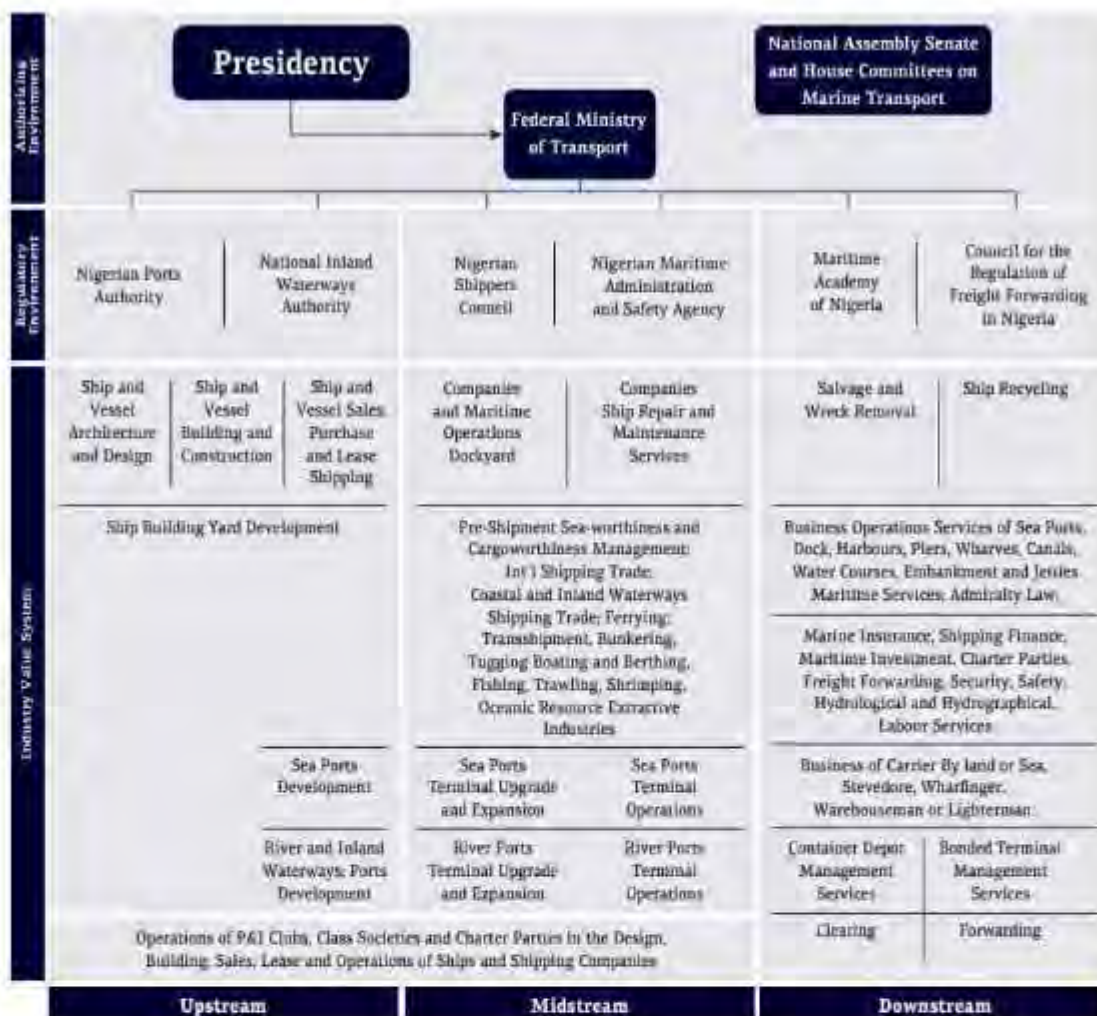 Authorising
Environment
Presidency
National Assembly Senate
and House Committees on
Marine Transport
Federal Ministry
of Transport
Regulatory
Environment
Nigerian Ports
Authority
National Inland
Waterways
Authority
Nigerian
Shippers
Council
Nigerian Maritime
Administration
and Safety Agency
Maritime
Academy
of Nigeria
Council for the
Regulation of
Freight Forwarding
in Nigeria
Industry Value System
Ship and
Vessel
Architecture
and Design
Ship and
Vessel
Building and
Construction
Ship and
Vessel Sales,
Purchase
and Lease
Shipping
Companies
and Maritime
Operations
Dockyard
Companies
Ship Repair and
Maintenance
Services
Salvage and
Wreck Removal
Ship Recycling
Ship Building Yard Development
Pre-Shipment Sea-worthiness and
Cargoworthiness Management;
Int'l Shipping Trade;
Coastal and Inland Waterways
Shipping Trade; Ferrying;
Transshipment, Bunkering,
Tugging Boating and Berthing,
Fishing, Trawling, Shrimping,
Oceanic Resource Extractive
Industries
Business Operations Services of Sea Ports,
Dock, Harbours, Piers, Wharves, Canals,
Water Courses, Embankment and Jetties
Maritime Services; Admiralty Law
Marine Insurance, Shipping Finance,
Maritime Investment, Charter Parties,
Freight Forwarding, Security, Safety,
Hydrological and Hydrographical,
Labour Services
Sea Ports
Development
Sea Ports
Terminal Upgrade
and Expansion
Sea Ports
Terminal
Operations
Business of Carrier By land or Sea,
Stevedore, Wharfinger,
Warehouseman or Lighterman
River and Inland
Waterways; Ports
Development
River Ports
Terminal Upgrade
and Expansion
River Ports
Terminal
Operations
Container Depot
Management
Services
Bonded Terminal
Management
Services
Operations of P&I Clubs, Class Societies and Charter Parties in the Design,
Building, Sales, Lease and Operations of Ships and Shipping Companies
Clearing
Forwarding
Upstream
Midstream
Downstream